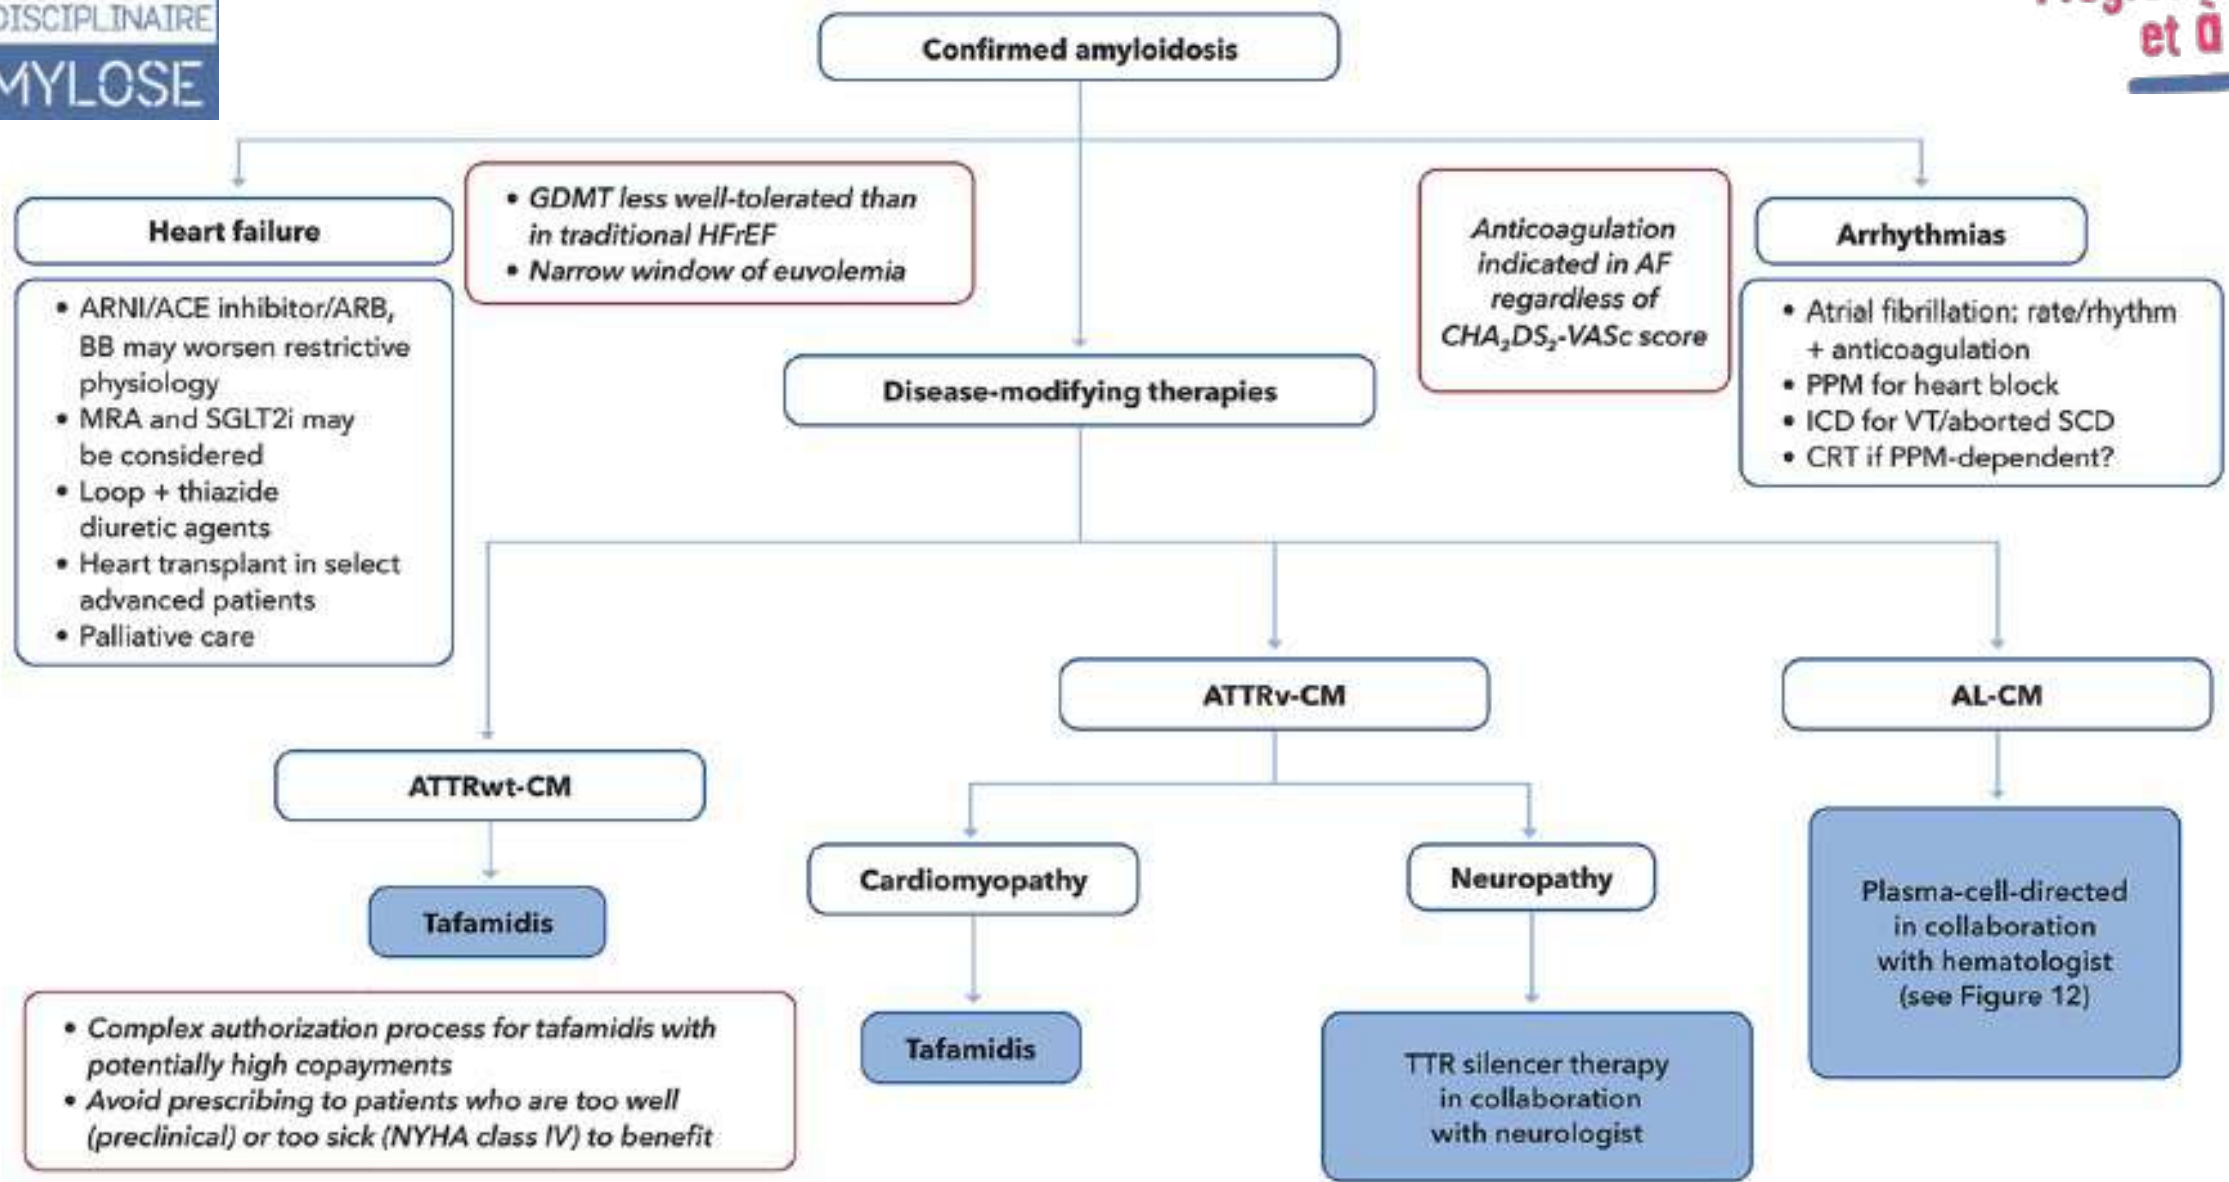 DISCIPLINAIRE
MYLOSE
et à
Confirmed amyloidosis
Heart failure
• GDMT less well-tolerated than
in traditional HFrEF
• Narrow window of euvolemia
Anticoagulation
indicated in AF
regardless of
CHA₂DS₂-VASc score
Arrhythmias
• ARNI/ACE inhibitor/ARB,
BB may worsen restrictive
physiology
• MRA and SGLT2i may
be considered
• Loop + thiazide
diuretic agents
• Heart transplant in select
advanced patients
• Palliative care
• Atrial fibrillation: rate/rhythm
+ anticoagulation
• PPM for heart block
• ICD for VT/aborted SCD
• CRT if PPM-dependent?
Disease-modifying therapies
ATTRwt-CM
ATTRv-CM
AL-CM
Tafamidis
Cardiomyopathy
Neuropathy
Tafamidis
TTR silencer therapy
in collaboration
with neurologist
Plasma-cell-directed
in collaboration
with hematologist
(see Figure 12)
• Complex authorization process for tafamidis with
potentially high copayments
• Avoid prescribing to patients who are too well
(preclinical) or too sick (NYHA class IV) to benefit